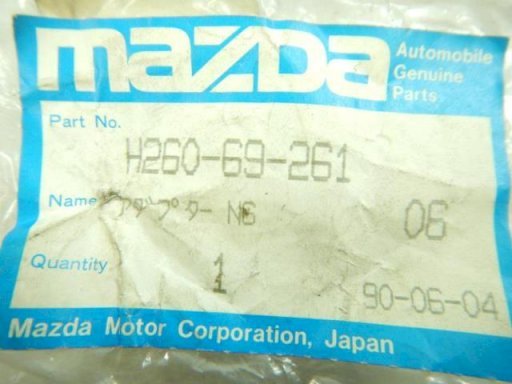 mazda
Automobile
Genuine
Parts
Part No.
H260-69-261
Name アダプター NG 06
Quantity 1 90-06-04
Mazda Motor Corporation, Japan